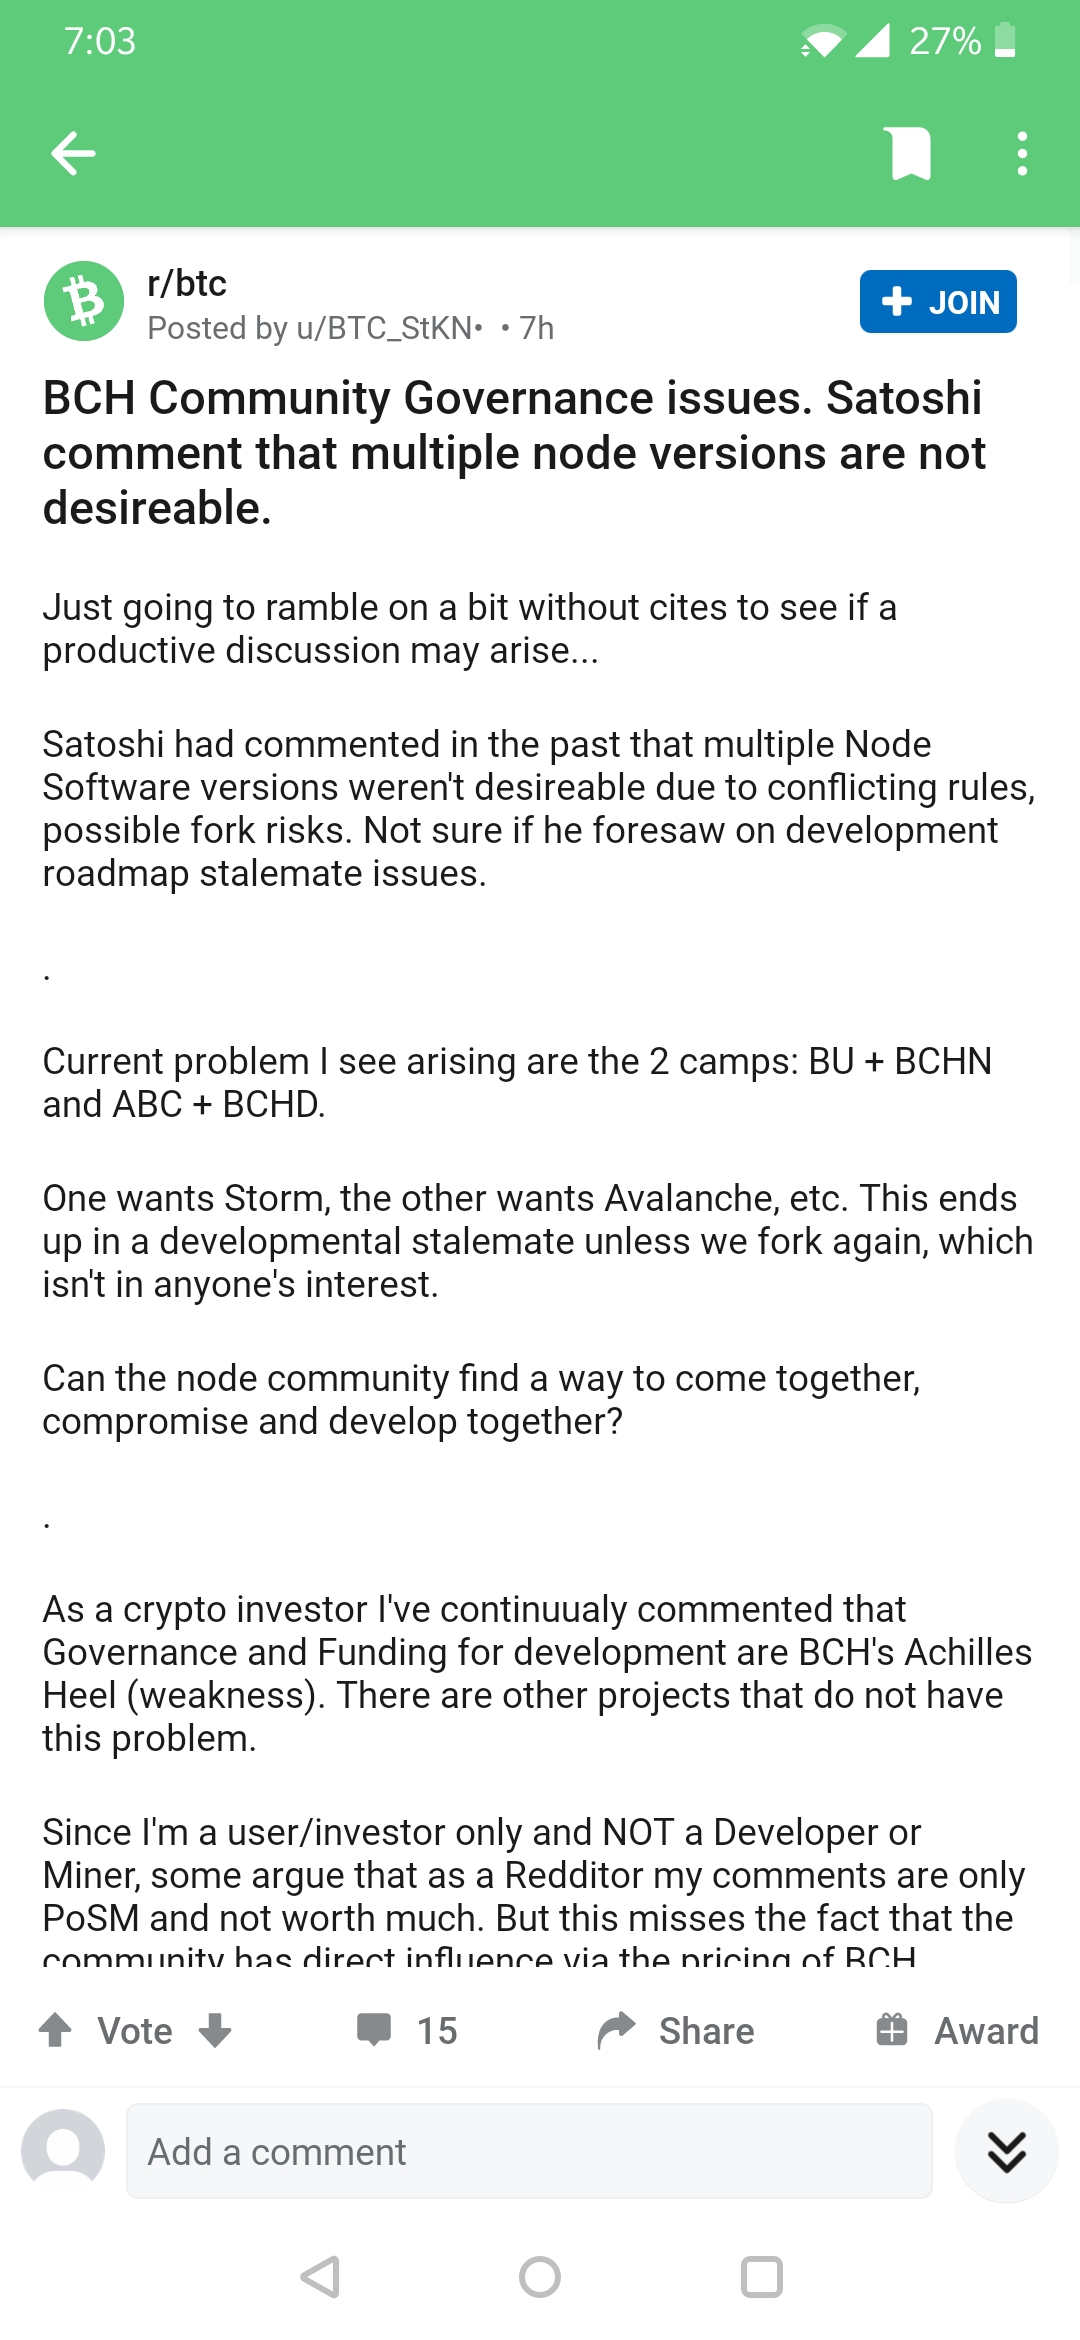 7:03
27%
r/btc
Posted by u/BTC_StKN• • 7h
+ JOIN
BCH Community Governance issues. Satoshi
comment that multiple node versions are not
desireable.
Just going to ramble on a bit without cites to see if a
productive discussion may arise...
Satoshi had commented in the past that multiple Node
Software versions weren't desireable due to conflicting rules,
possible fork risks. Not sure if he foresaw on development
roadmap stalemate issues.
.
Current problem I see arising are the 2 camps: BU + BCHN
and ABC + BCHD.
One wants Storm, the other wants Avalanche, etc. This ends
up in a developmental stalemate unless we fork again, which
isn't in anyone's interest.
Can the node community find a way to come together,
compromise and develop together?
.
As a crypto investor I've continuualy commented that
Governance and Funding for development are BCH's Achilles
Heel (weakness). There are other projects that do not have
this problem.
Since I'm a user/investor only and NOT a Developer or
Miner, some argue that as a Redditor my comments are only
PoSM and not worth much. But this misses the fact that the
community has direct influence via the pricing of BCH
Vote
15
Share
Award
Add a comment